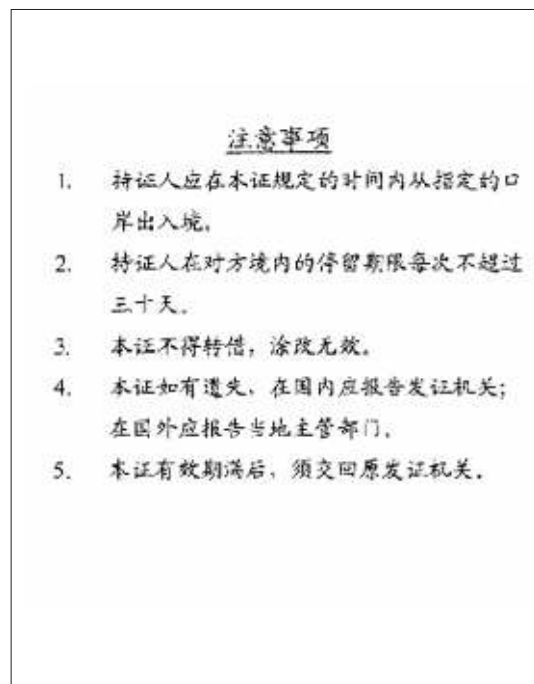 注意事项
1. 持证人应在本证规定的时间内从指定的口
岸出入境。
2. 持证人在对方境内的停留期限每次不超过
三十天。
3. 本证不得转借，涂改无效。
4. 本证如有遗失、在国内应报告发证机关；
在国外应报告当地主管部门。
5. 本证有效期满后、须交回原发证机关。